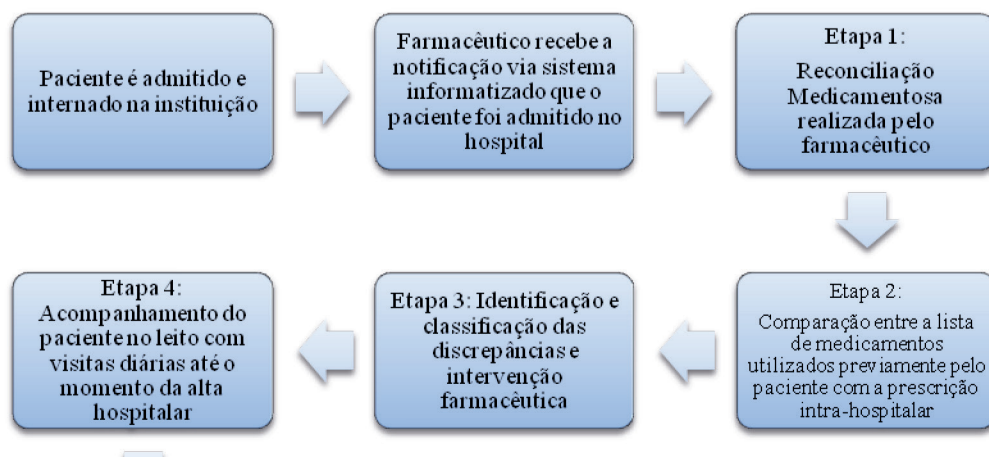 Paciente é admitido e
internado na instituição
Farmacêutico recebe a
notificação via sistema
informatizado que o
paciente foi admitido no
hospital
Etapa 1:
Reconciliação
Medicamentosa
realizada pelo
farmacêutico
Etapa 2:
Comparação entre a lista
de medicamentos
utilizados previamente pelo
paciente com a prescrição
intra-hospitalar
Etapa 3: Identificação e
classificação das
discrepâncias e
intervenção
farmacêutica
Etapa 4:
Acompanhamento do
paciente no leito com
visitas diárias até o
momento da alta
hospitalar